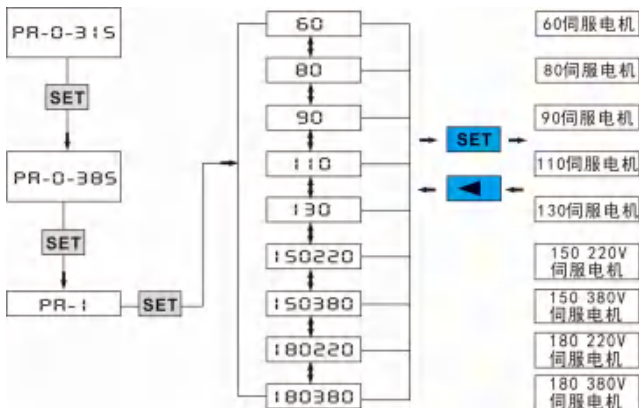 PR-0-315
SET
PR-0-385
SET
PR-1
SET
60
80
90
110
130
150220
150380
180220
180380
SET
60伺服电机
80伺服电机
90伺服电机
110伺服电机
130伺服电机
150 220V
伺服电机
150 380V
伺服电机
180 220V
伺服电机
180 380V
伺服电机